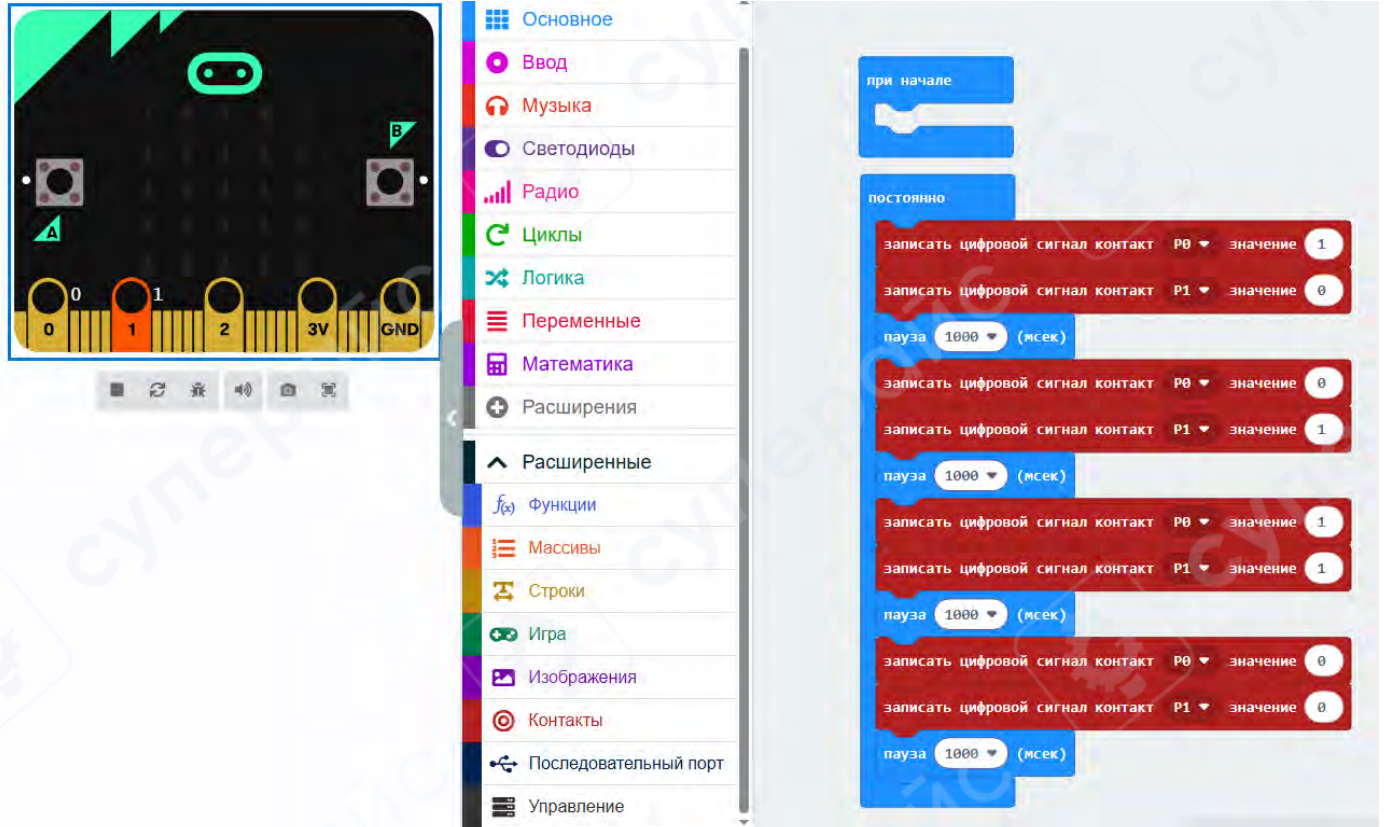 B
A
0
1
0
1
2
3V
GND
Основное
Ввод
Музыка
Светодиоды
Радио
Циклы
Логика
Переменные
Математика
Расширения
Расширенные
f(x) Функции
Массивы
Строки
Игра
Изображения
Контакты
Последовательный порт
Управление
при начале
постоянно
записать цифровой сигнал контакт P0 значение 1
записать цифровой сигнал контакт P1 значение 0
пауза 1000 (мсек)
записать цифровой сигнал контакт P0 значение 0
записать цифровой сигнал контакт P1 значение 1
пауза 1000 (мсек)
записать цифровой сигнал контакт P0 значение 1
записать цифровой сигнал контакт P1 значение 1
пауза 1000 (мсек)
записать цифровой сигнал контакт P0 значение 0
записать цифровой сигнал контакт P1 значение 0
пауза 1000 (мсек)